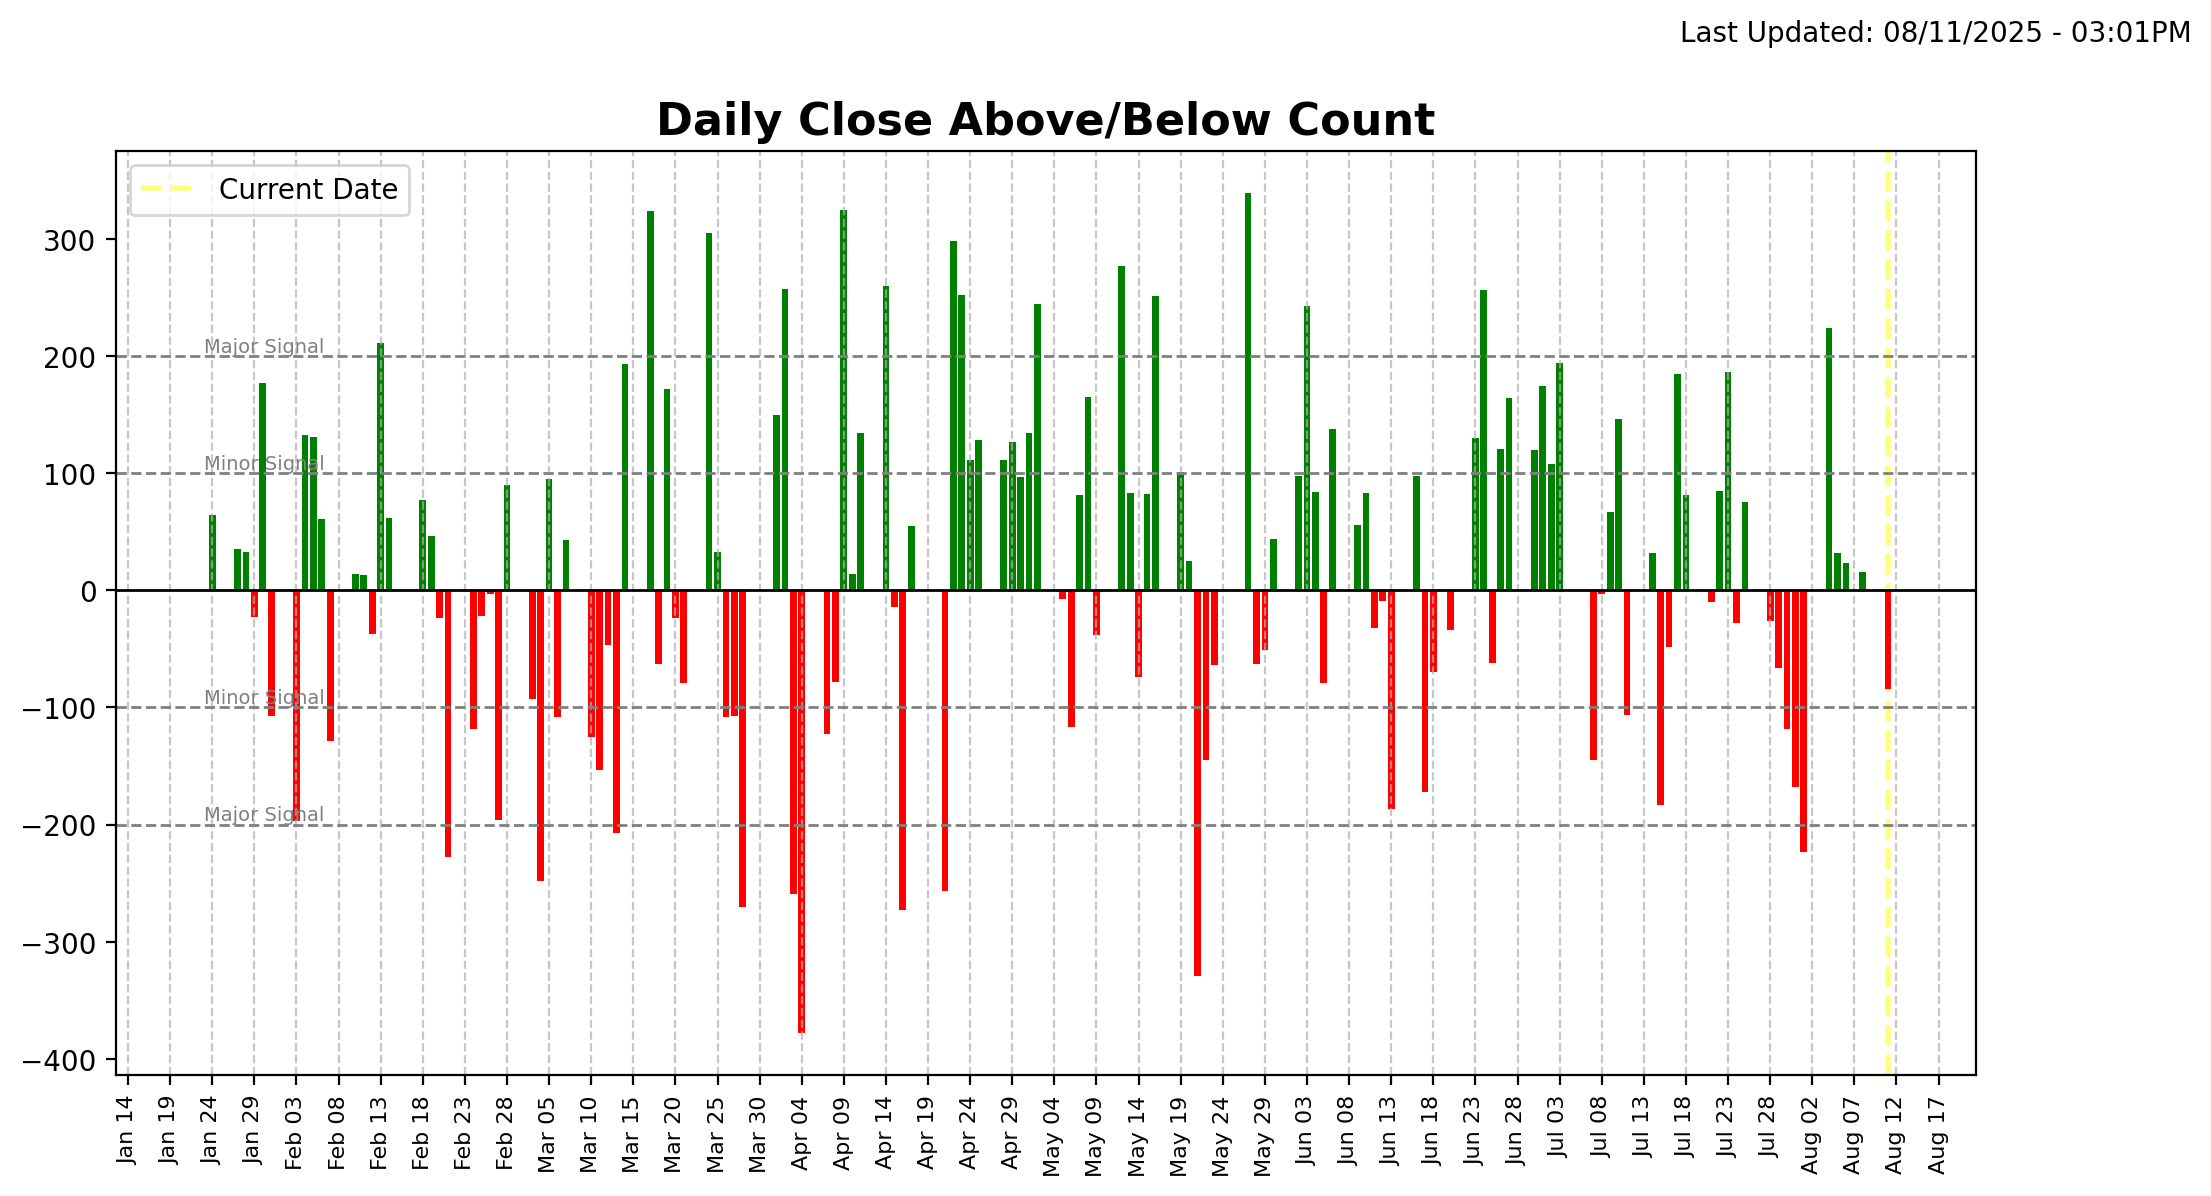 Last Updated: 08/11/2025 - 03:01PM
Daily Close Above/Below Count
Current Date
300
200
100
0
−100
−200
−300
−400
Major Signal
Minor Signal
Minor Signal
Major Signal
Jan 14
Jan 19
Jan 24
Jan 29
Feb 03
Feb 08
Feb 13
Feb 18
Feb 23
Feb 28
Mar 05
Mar 10
Mar 15
Mar 20
Mar 25
Mar 30
Apr 04
Apr 09
Apr 14
Apr 19
Apr 24
Apr 29
May 04
May 09
May 14
May 19
May 24
May 29
Jun 03
Jun 08
Jun 13
Jun 18
Jun 23
Jun 28
Jul 03
Jul 08
Jul 13
Jul 18
Jul 23
Jul 28
Aug 02
Aug 07
Aug 12
Aug 17